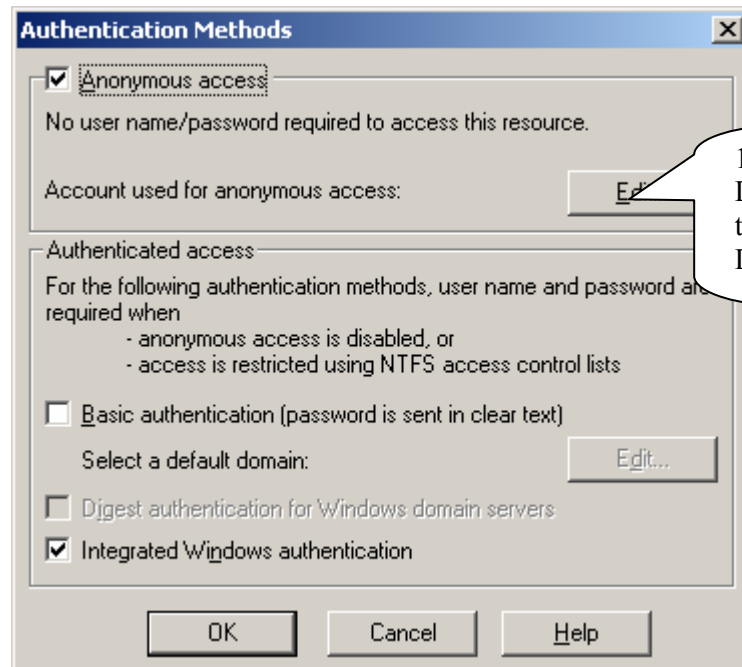 Authentication Methods
Anonymous access
No user name/password required to access this resource.
Account used for anonymous access:
Authenticated access
For the following authentication methods, user name and password are
required when
- anonymous access is disabled, or
- access is restricted using NTFS access control lists
Basic authentication (password is sent in clear text)
Select a default domain:
Edit...
Digest authentication for Windows domain servers
Integrated Windows authentication
OK
Cancel
Help